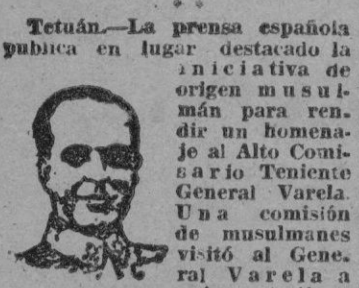 Tetuán.—La prensa española
publica en lugar destacado la
iniciativa de
origen musul-
mán para ren-
dir un homena-
je al Alto Comi-
sario Teniente
General Varela.
Una comisión
de musulmanes
visitó al Gene-
ral Varela a